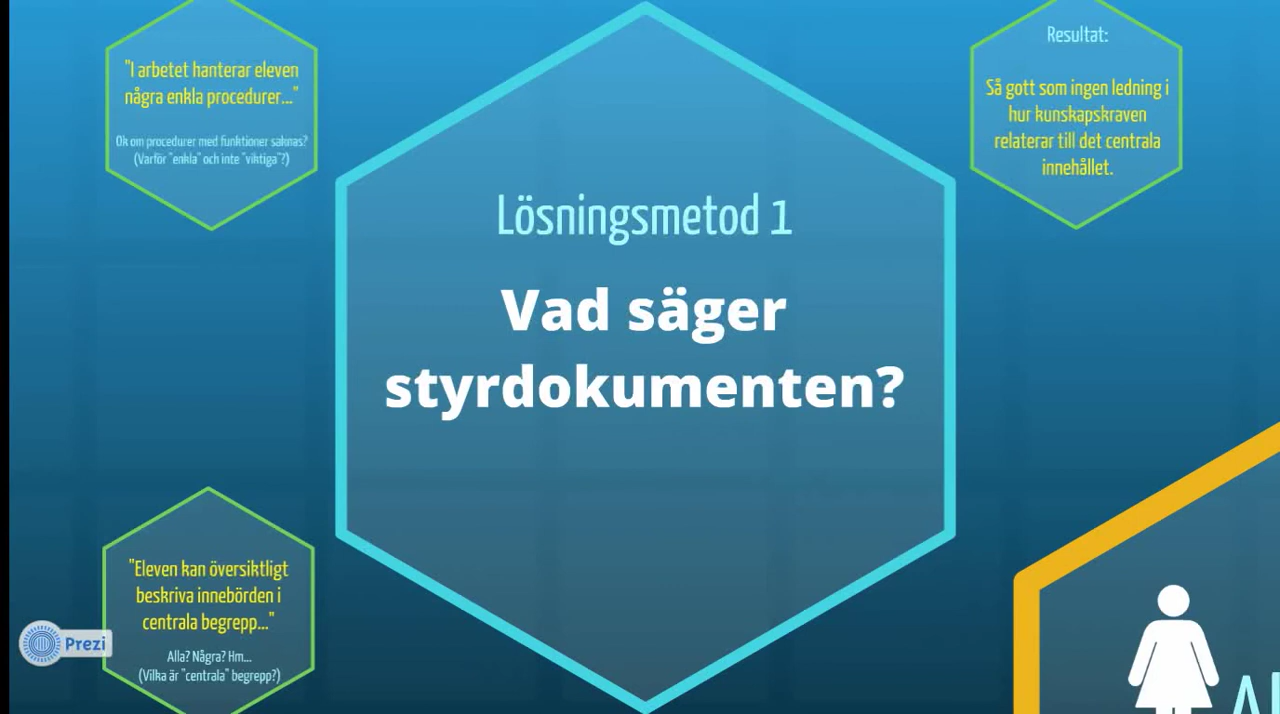 "I arbetet hanterar eleven
några enkla procedurer..."
Ok om procedurer med funktioner saknas?
(Varför "enkla" och inte "viktiga"?)
Lösningsmetod 1
Vad säger
styrdokumenten?
Resultat:
Så gott som ingen ledning i
hur kunskapskraven
relaterar till det centrala
innehållet.
"Eleven kan översiktligt
beskriva innebörden i
centrala begrepp..."
Alla? Några? Hm...
(Vilka är "centrala" begrepp?)
Prezi